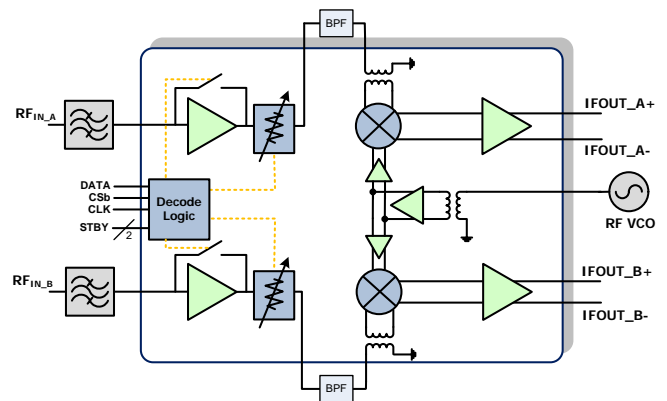 BPF
RFIN_A
IFOUT_A+
IFOUT_A-
DATA
CSb
CLK
STBY
2
Decode
Logic
RF VCO
RFIN_B
IFOUT_B+
IFOUT_B-
BPF